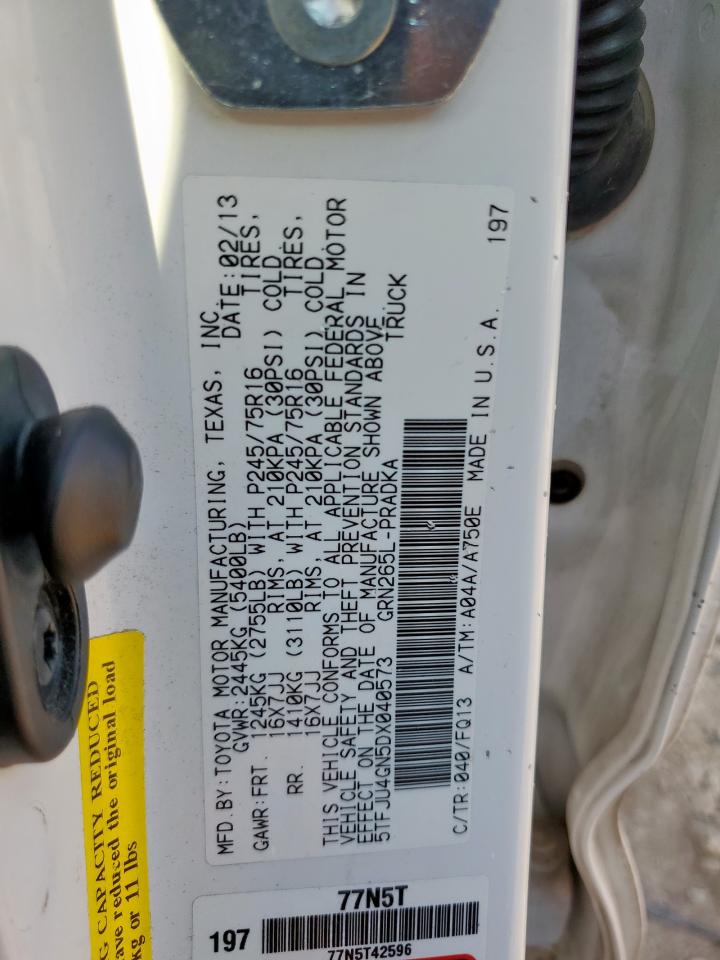 MFD.BY:TOYOTA MOTOR MANUFACTURING, TEXAS, INC.
GVWR:2445KG (5400LB) DATE:02/13
GAWR:FRT. 1245KG (2755LB) WITH P245/75R16 TIRES,
16X7JJ RIMS, AT 210KPA (30PSI) COLD
RR. 1410KG (3110LB) WITH P245/75R16 TIRES,
16X7JJ RIMS, AT 210KPA (30PSI) COLD
THIS VEHICLE CONFORMS TO ALL APPLICABLE FEDERAL MOTOR
VEHICLE SAFETY AND THEFT PREVENTION STANDARDS IN
EFFECT ON THE DATE OF MANUFACTURE SHOWN ABOVE.
5TFJU4GN5DX040673 GRN265L-PRADKA TRUCK
C/TR:040/FQ13 A/TM:A04A/A750E MADE IN U.S.A. 197
G CAPACITY REDUCED
ave reduced the original load
kg or 11 lbs
77N5T
197
77N5T42596